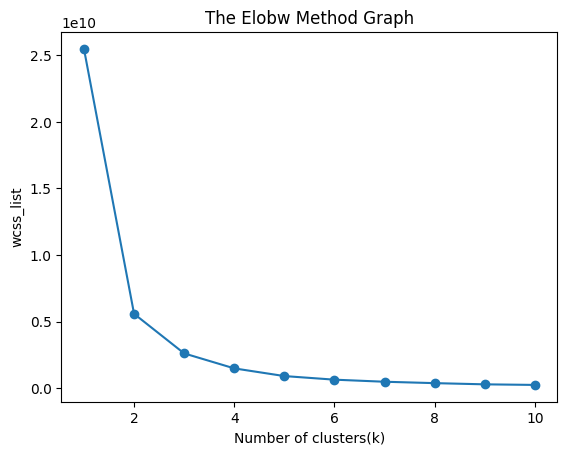 The Elobw Method Graph
1e10
2.5
2.0
1.5
1.0
0.5
0.0
wcss_list
2 4 6 8 10
Number of clusters(k)